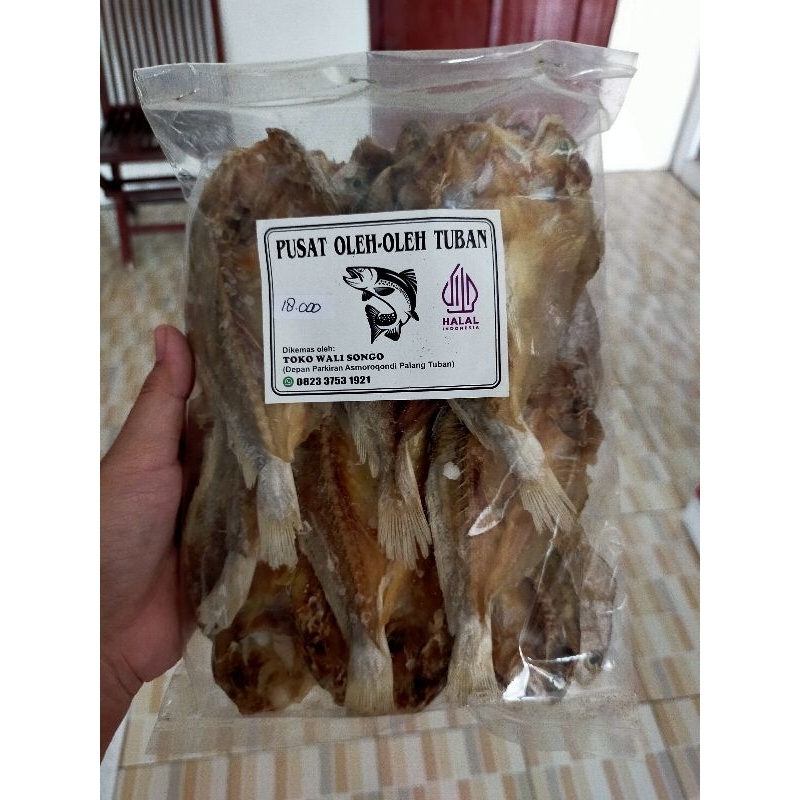 PUSAT OLEH-OLEH TUBAN
18.000
HALAL
INDONESIA
Dikemas oleh:
TOKO WALI SONGO
(Depan Parkiran Asmoroqondi Palang Tuban)
0823 3753 1921